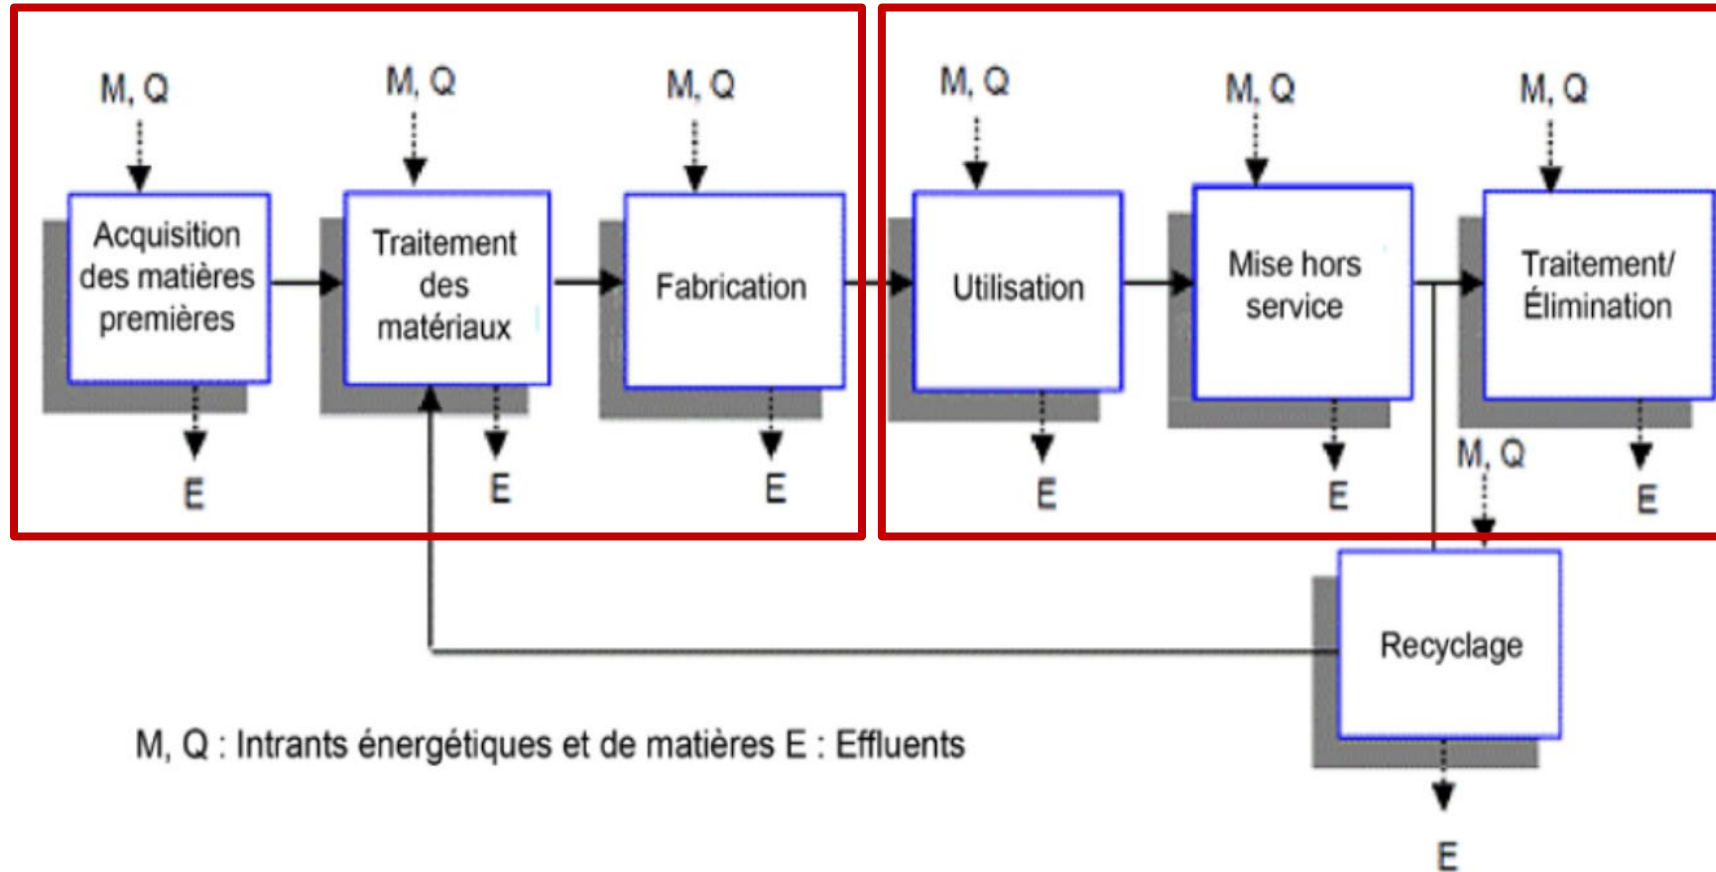 M, Q
M, Q
M, Q
M, Q
M, Q
M, Q
Acquisition
des matières
premières
Traitement
des
matériaux
Fabrication
Utilisation
Mise hors
service
Traitement/
Élimination
E
E
E
E
E
E
M, Q
Recyclage
M, Q : Intrants énergétiques et de matières E : Effluents
E